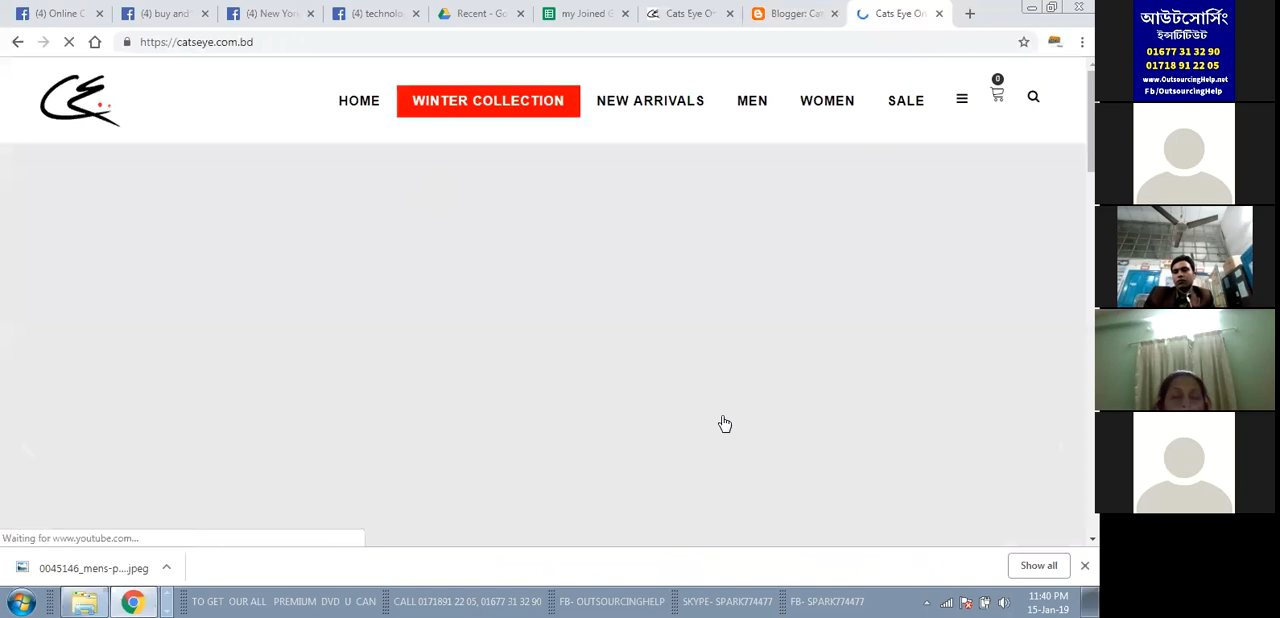 (4) Online C
(4) buy and
(4) New Yor
(4) technolo
Recent - Go
my Joined G
Cats Eye O
Blogger: Ca
Cats Eye On
https://catseye.com.bd
HOME
WINTER COLLECTION
NEW ARRIVALS
MEN
WOMEN
SALE
0
Waiting for www.youtube.com...
0045146_mens-p....jpeg
Show all
TO GET OUR ALL PREMIUM DVD U CAN
CALL 0171891 22 05, 01677 31 32 90
FB- OUTSOURCINGHELP
SKYPE- SPARK774477
FB- SPARK774477
11:40 PM
15-Jan-19
আউটসোর্সিং
ইন্সটিটিউট
01677 31 32 90
01718 91 22 05
www.OutsourcingHelp.net
Fb/OutsourcingHelp